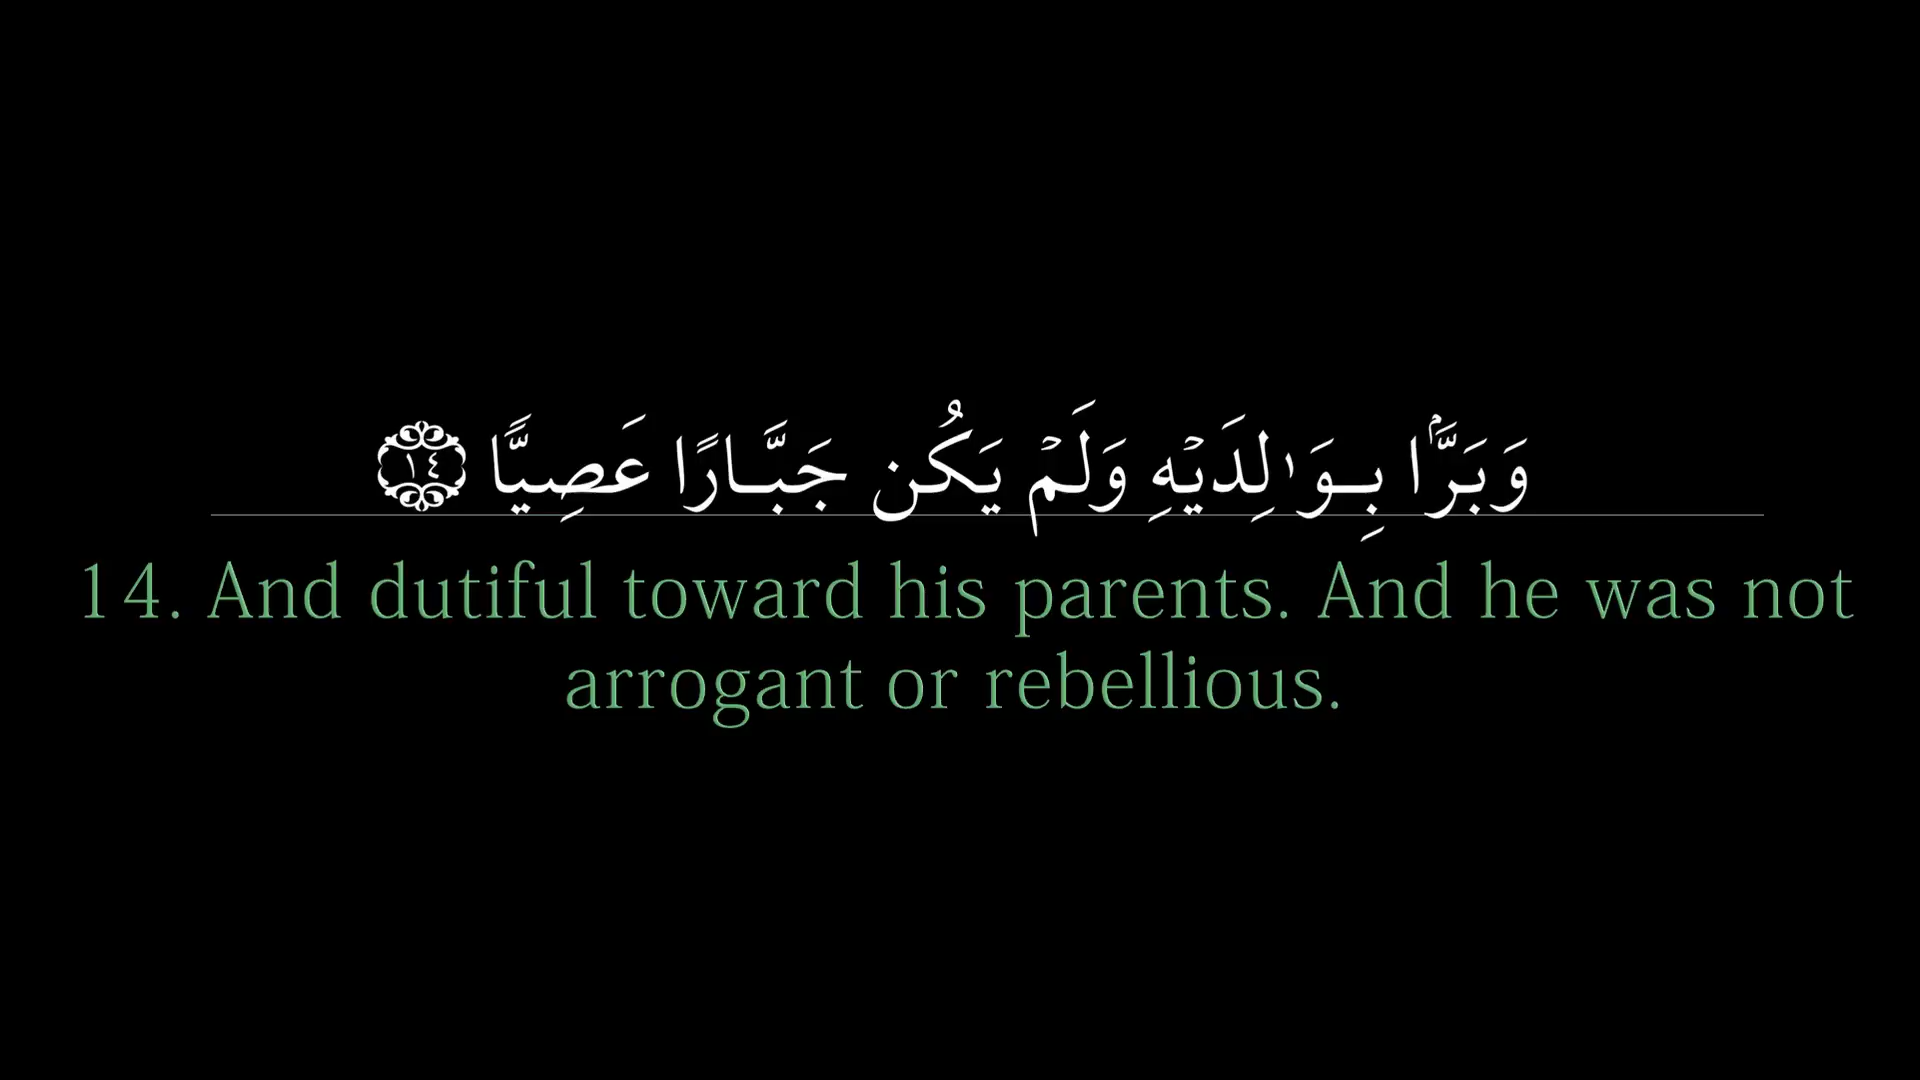 وَبَرَّۢا بِوَٰلِدَيْهِ وَلَمْ يَكُن جَبَّارًا عَصِيًّا ١٤
14. And dutiful toward his parents. And he was not
arrogant or rebellious.